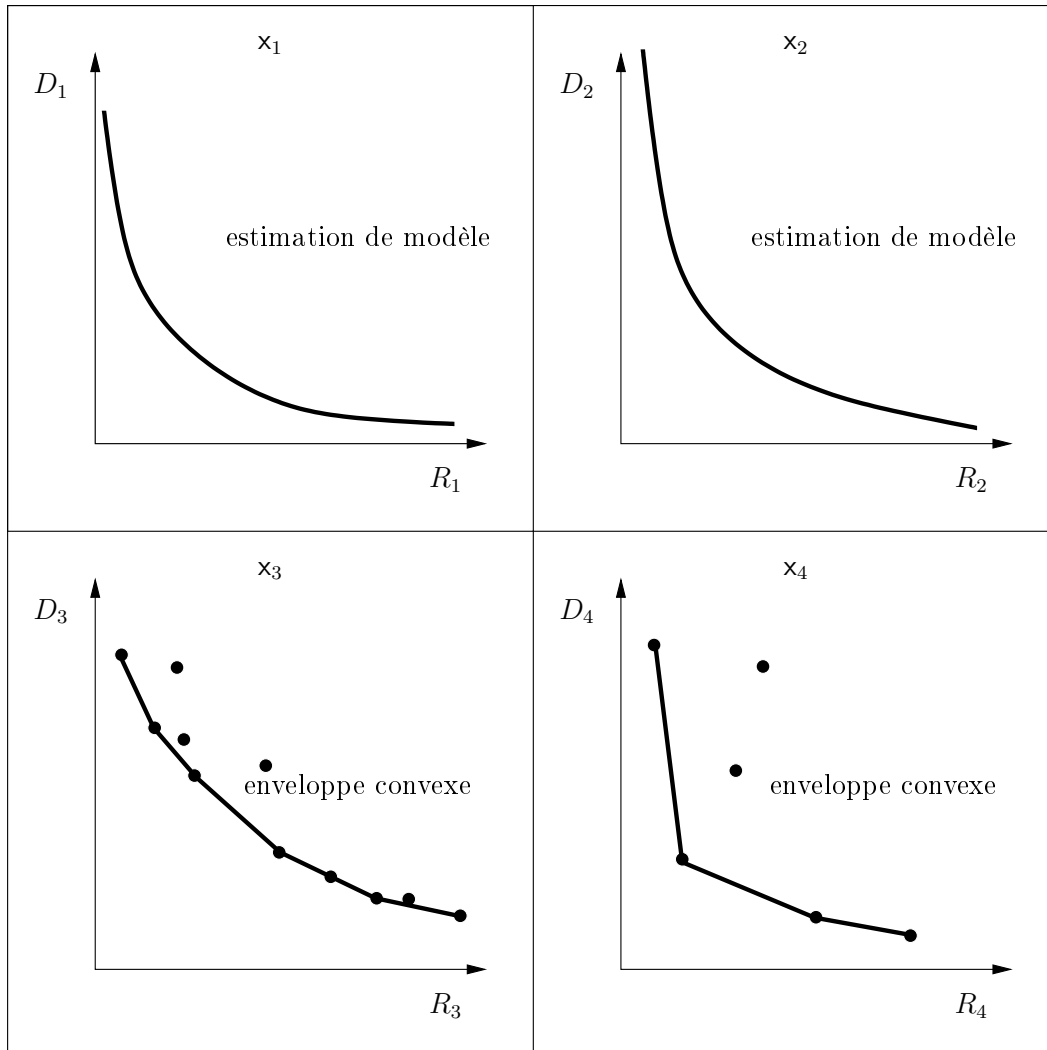 x₁
D₁
estimation de modèle
R₁
x₂
D₂
estimation de modèle
R₂
x₃
D₃
enveloppe convexe
R₃
x₄
D₄
enveloppe convexe
R₄